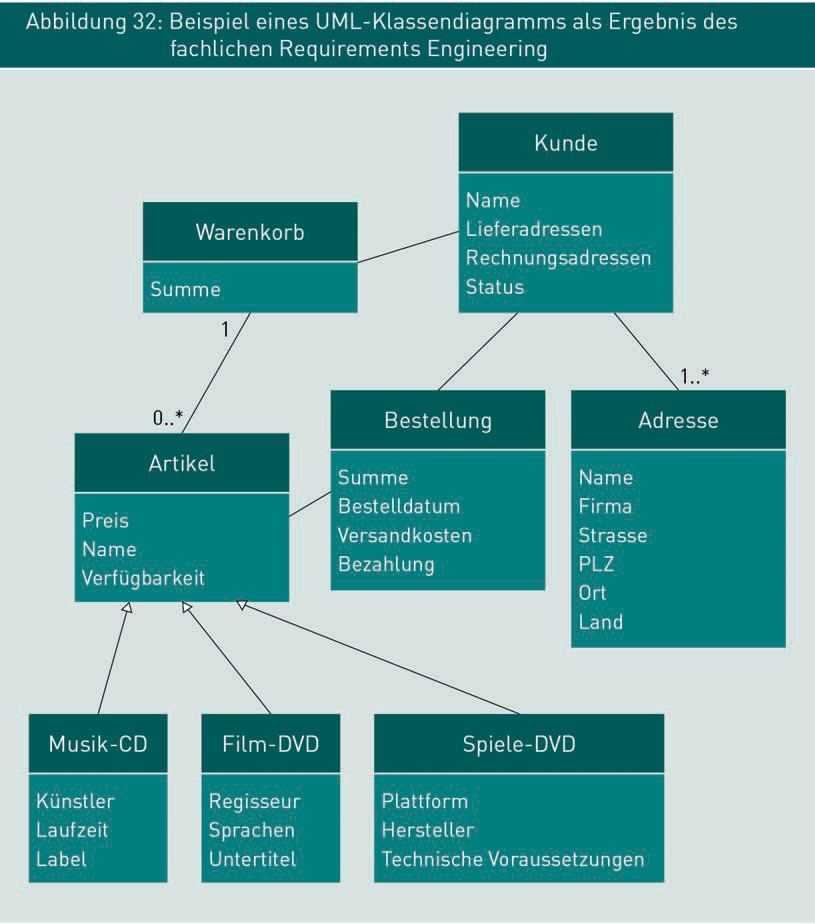 Abbildung 32: Beispiel eines UML-Klassendiagramms als Ergebnis des
fachlichen Requirements Engineering
Kunde
Name
Lieferadressen
Rechnungsadressen
Status
Warenkorb
Summe
1
0..*
1..*
Artikel
Preis
Name
Verfügbarkeit
Bestellung
Summe
Bestelldatum
Versandkosten
Bezahlung
Adresse
Name
Firma
Strasse
PLZ
Ort
Land
Musik-CD
Künstler
Laufzeit
Label
Film-DVD
Regisseur
Sprachen
Untertitel
Spiele-DVD
Plattform
Hersteller
Technische Voraussetzungen